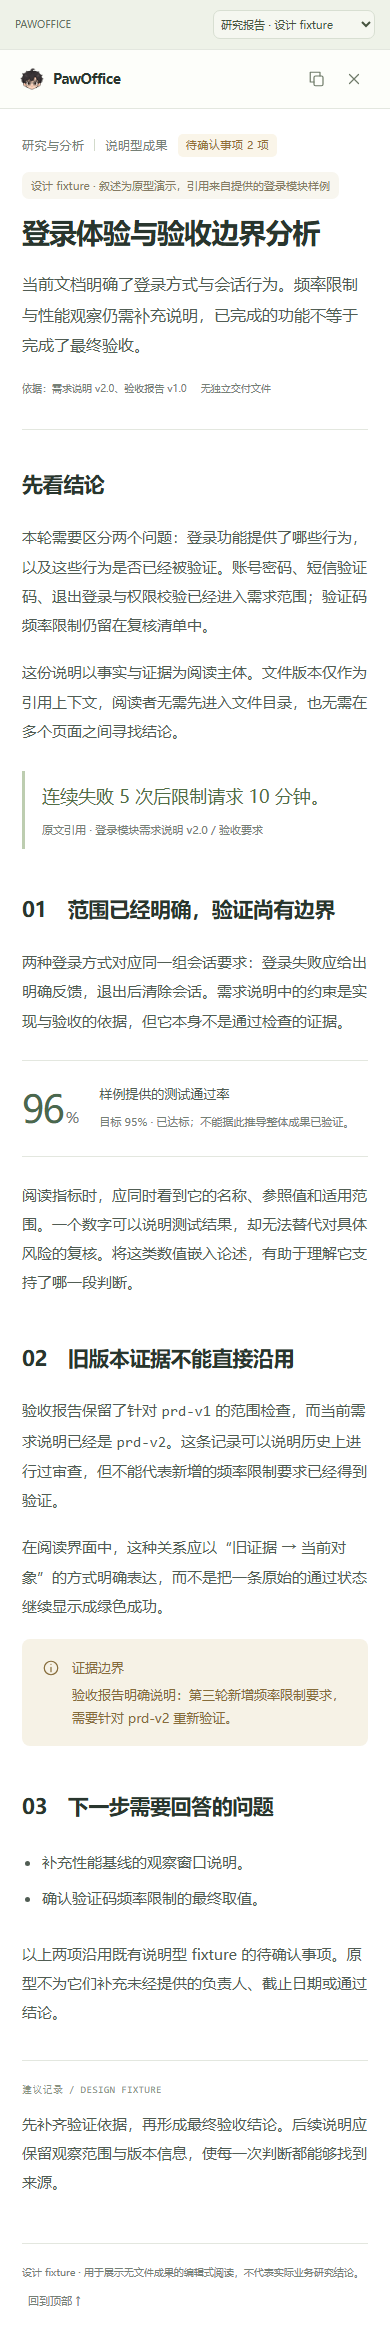 PAWOFFICE
研究报告 · 设计 fixture
PawOffice
研究与分析 | 说明型成果 待确认事项 2 项
设计 fixture · 叙述为原型演示，引用来自提供的登录模块样例
登录体验与验收边界分析
当前文档明确了登录方式与会话行为。频率限制
与性能观察仍需补充说明，已完成的功能不等于
完成了最终验收。
依据：需求说明 v2.0、验收报告 v1.0 无独立交付文件
先看结论
本轮需要区分两个问题：登录功能提供了哪些行为，
以及这些行为是否已经被验证。账号密码、短信验证
码、退出登录与权限校验已经进入需求范围；验证码
频率限制仍留在复核清单中。
这份说明以事实与证据为阅读主体。文件版本仅作为
引用上下文，阅读者无需先进入文件目录，也无需在
多个页面之间寻找结论。
连续失败 5 次后限制请求 10 分钟。
原文引用 · 登录模块需求说明 v2.0 / 验收要求
01 范围已经明确，验证尚有边界
两种登录方式对应同一组会话要求：登录失败应给出
明确反馈，退出后清除会话。需求说明中的约束是实
现与验收的依据，但它本身不是通过检查的证据。
96%
样例提供的测试通过率
目标 95% · 已达标；不能据此推导整体成果已验证。
阅读指标时，应同时看到它的名称、参照值和适用范
围。一个数字可以说明测试结果，却无法替代对具体
风险的复核。将这类数值嵌入论述，有助于理解它支
持了哪一段判断。
02 旧版本证据不能直接沿用
验收报告保留了针对 prd-v1 的范围检查，而当前需
求说明已经是 prd-v2。这条记录可以说明历史上进
行过审查，但不能代表新增的频率限制要求已经得到
验证。
在阅读界面中，这种关系应以“旧证据 → 当前对
象”的方式明确表达，而不是把一条原始的通过状态
继续显示成绿色成功。
证据边界
验收报告明确说明：第三轮新增频率限制要求，
需要针对 prd-v2 重新验证。
03 下一步需要回答的问题
• 补充性能基线的观察窗口说明。
• 确认验证码频率限制的最终取值。
以上两项沿用既有说明型 fixture 的待确认事项。原
型不为它们补充未经提供的负责人、截止日期或通过
结论。
建议记录 / DESIGN FIXTURE
先补齐验证依据，再形成最终验收结论。后续说明应
保留观察范围与版本信息，使每一次判断都能够找到
来源。
设计 fixture · 用于展示无文件成果的编辑式阅读，不代表实际业务研究结论。
回到顶部 ↑